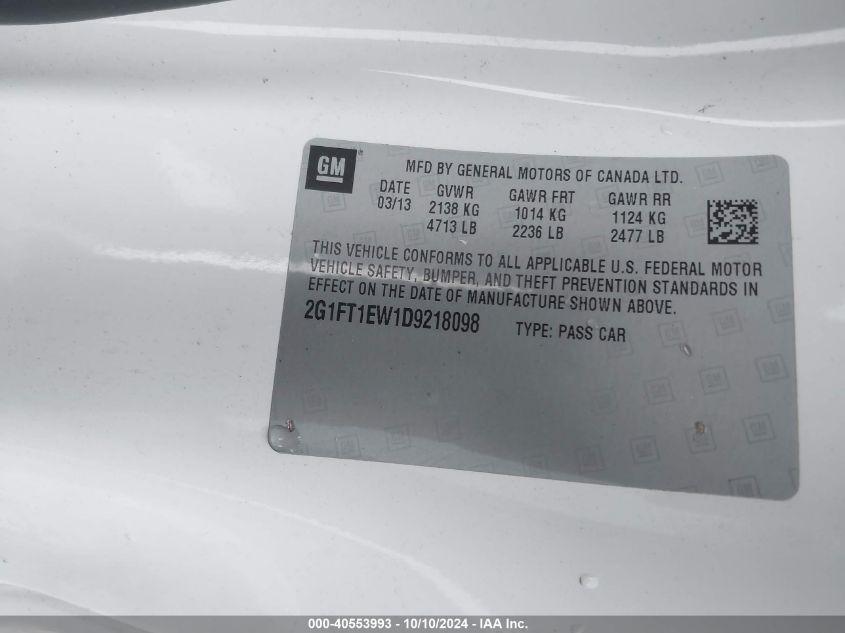 GM
MFD BY GENERAL MOTORS OF CANADA LTD.
DATE GVWR GAWR FRT GAWR RR
03/13 2138 KG 1014 KG 1124 KG
4713 LB 2236 LB 2477 LB
THIS VEHICLE CONFORMS TO ALL APPLICABLE U.S. FEDERAL MOTOR
VEHICLE SAFETY, BUMPER, AND THEFT PREVENTION STANDARDS IN
EFFECT ON THE DATE OF MANUFACTURE SHOWN ABOVE.
2G1FT1EW1D9218098 TYPE: PASS CAR
000-40553993 - 10/10/2024 - IAA Inc.